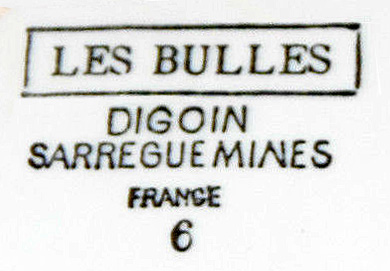 LES BULLES
DIGOIN
SARREGUEMINES
FRANCE
6